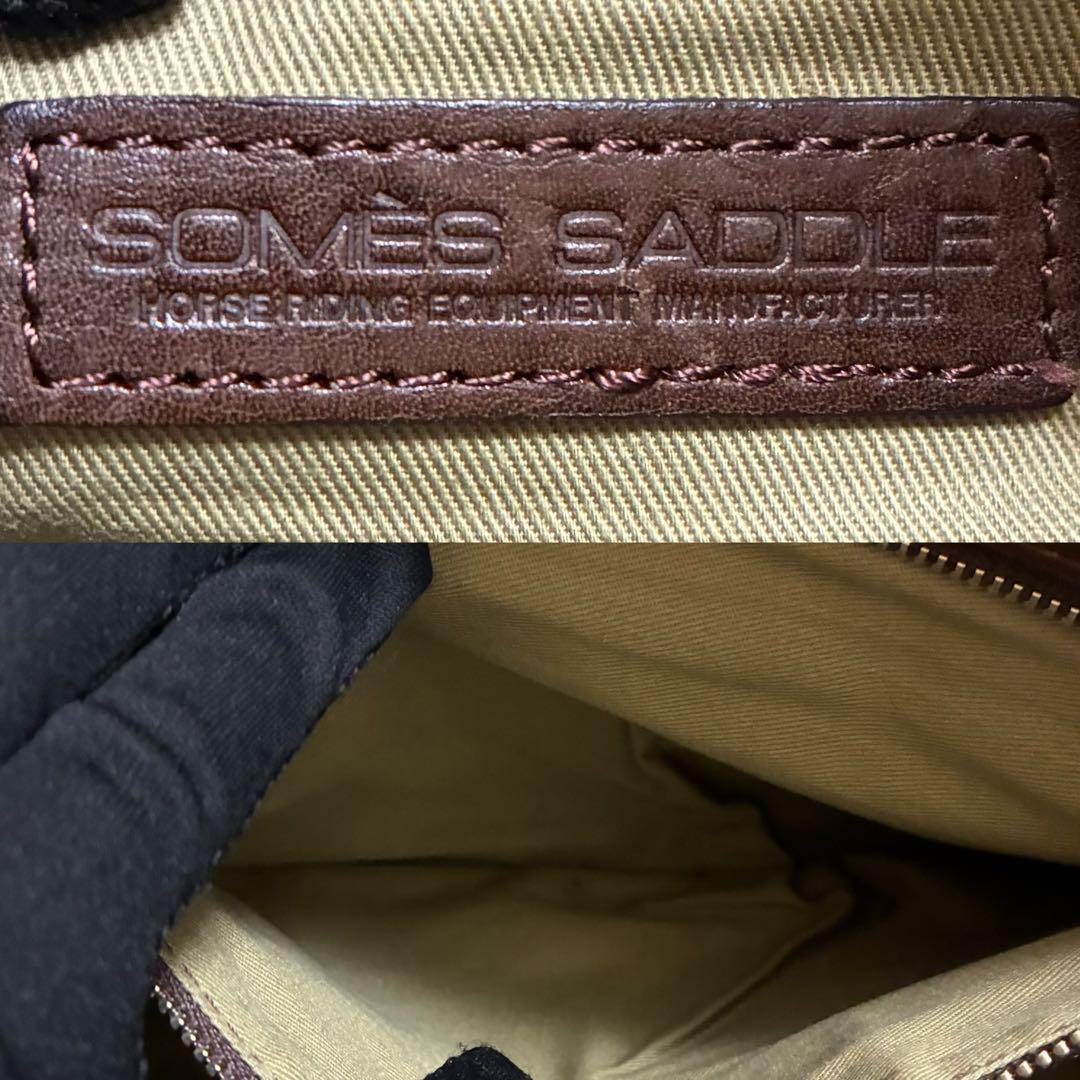 SOMÈS SADDLE
HORSE RIDING EQUIPMENT MANUFACTURER